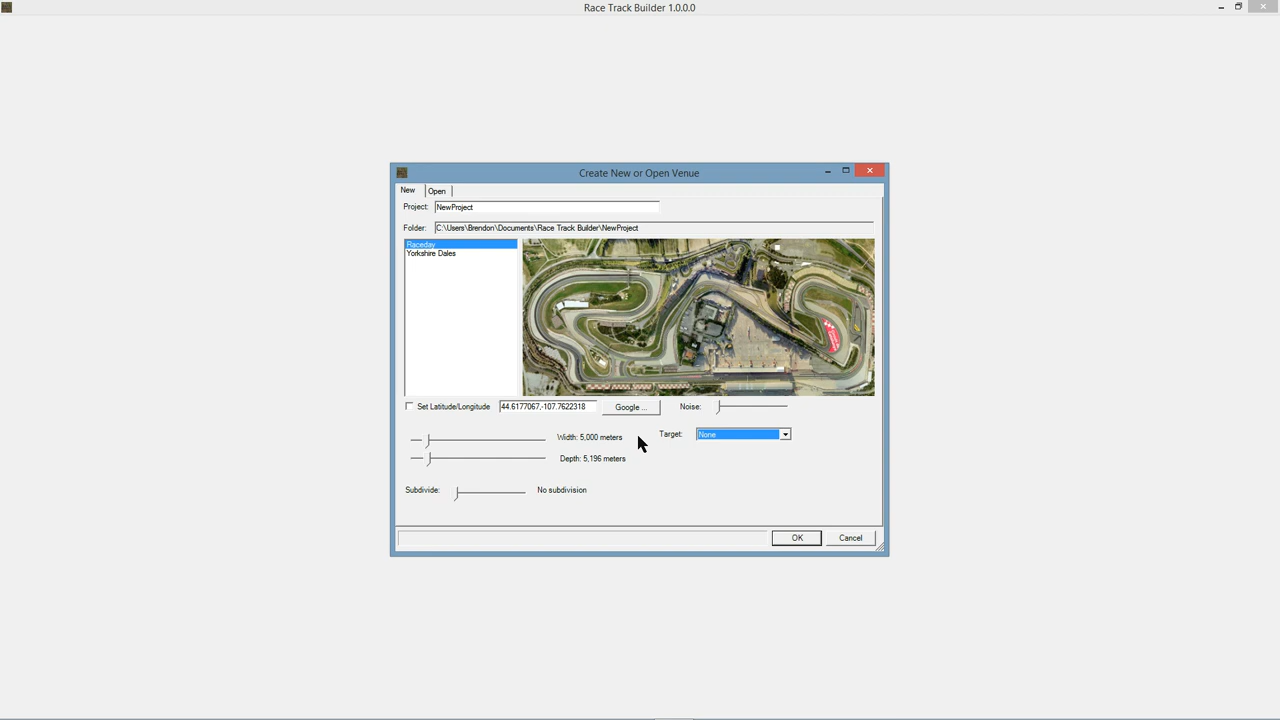 Race Track Builder 1.0.0.0
Create New or Open Venue
New Open
Project: NewProject
Folder: C:\Users\Brendon\Documents\Race Track Builder\NewProject
Raceday
Yorkshire Dales
Set Latitude/Longitude 44.6177067,-107.7622318 Google ... Noise:
Width: 5,000 meters Target: None
Depth: 5,196 meters
Subdivide: No subdivision
OK Cancel